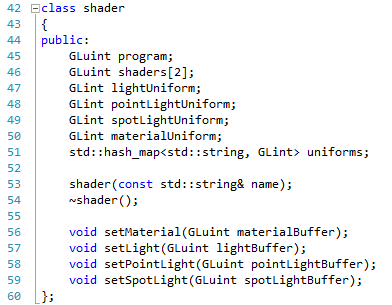 42 class shader
43 {
44 public:
45 GLuint program;
46 GLuint shaders[2];
47 GLint lightUniform;
48 GLint pointLightUniform;
49 GLint spotLightUniform;
50 GLint materialUniform;
51 std::hash_map<std::string, GLint> uniforms;
52
53 shader(const std::string& name);
54 ~shader();
55
56 void setMaterial(GLuint materialBuffer);
57 void setLight(GLuint lightBuffer);
58 void setPointLight(GLuint pointLightBuffer);
59 void setSpotLight(GLuint spotLightBuffer);
60 };